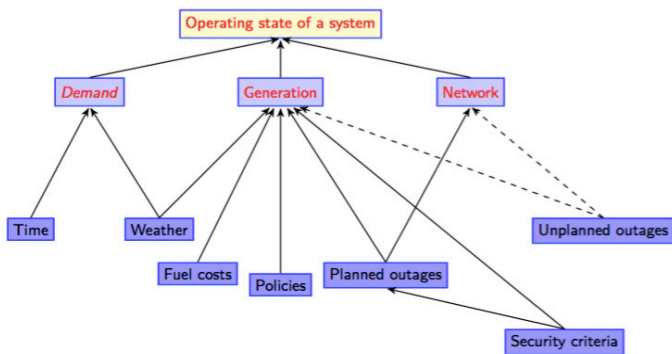 Operating state of a system
Demand
Generation
Network
Time
Weather
Unplanned outages
Fuel costs
Policies
Planned outages
Security criteria